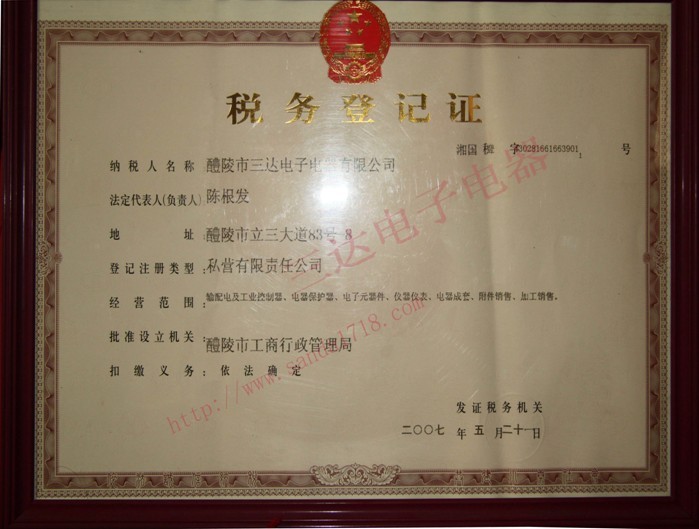 税务登记证
湘国 税 字 30281661663901 号
纳税人名称 醴陵市三达电子电 有限公司
法定代表人(负责人) 陈根发
地 址 醴陵市立三大道83号 8
登记注册类型: 私营有限责任公司
经营范围: 输配电及工业控制器、电器保护器、电子元器件、仪器仪表、电器成套、附件销售、加工销售。
批准设立机关: 醴陵市工商行政管理局
扣缴义务: 依法确定
发证税务机关
二〇〇七 年 五 月 二十一 日
三达电子电器
http://www.sanda1718.com